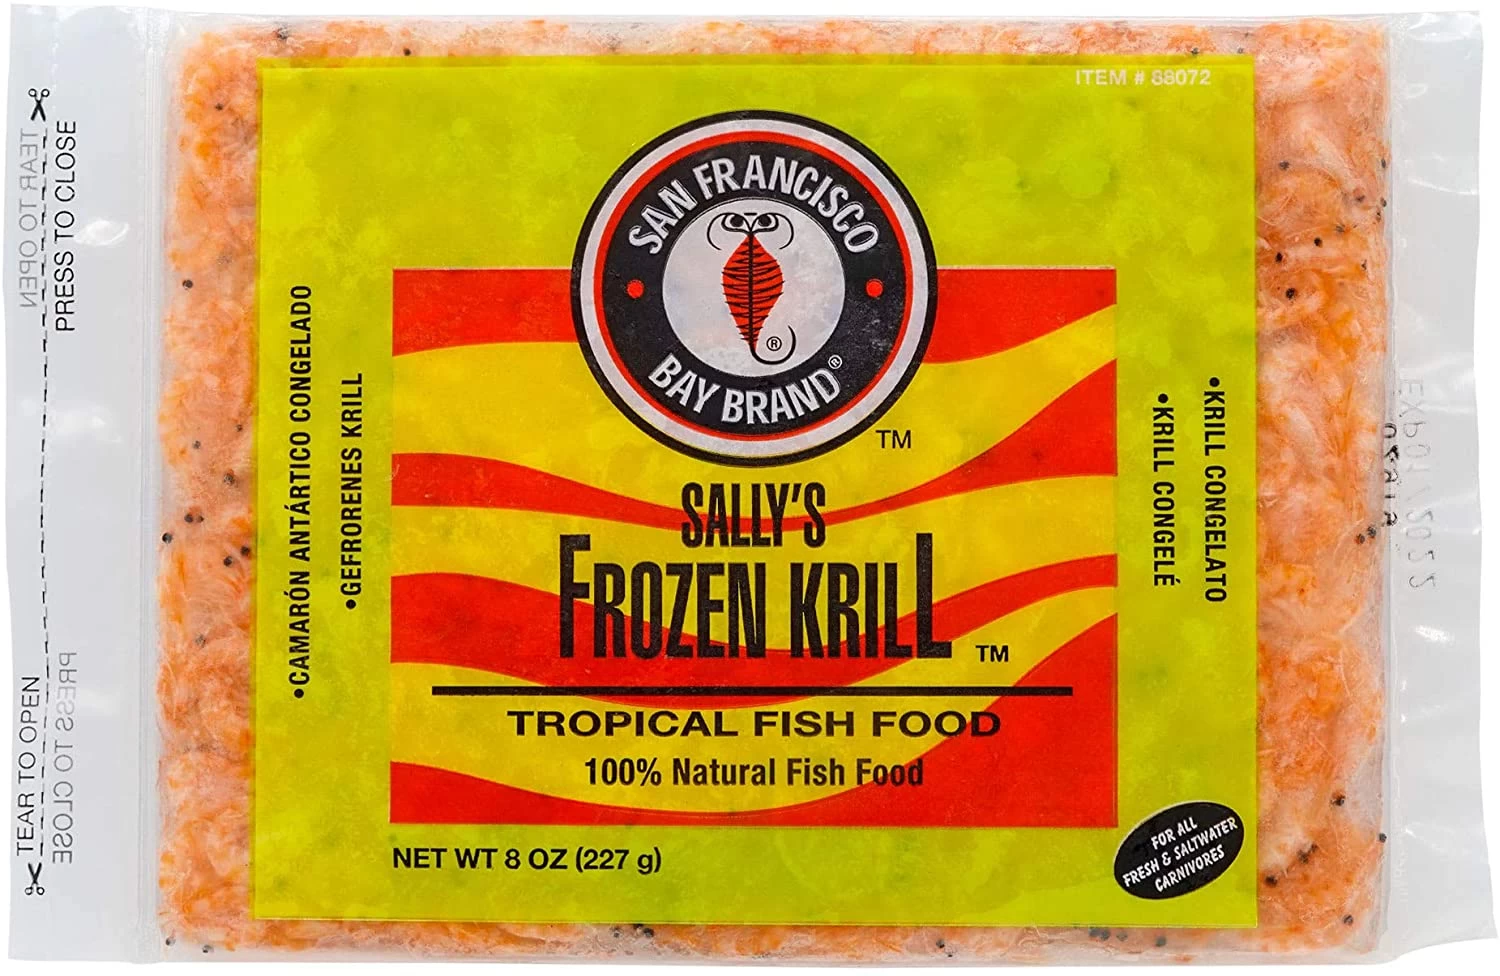 ITEM # 88072
SAN FRANCISCO
BAY BRAND®
®
TM
SALLY'S
FROZEN KRILL TM
TROPICAL FISH FOOD
100% Natural Fish Food
NET WT 8 OZ (227 g)
•CAMARÓN ANTÁRTICO CONGELADO
•GEFRORENES KRILL
•KRILL CONGELATO
•KRILL CONGELÉ
FOR ALL
FRESH & SALTWATER
CARNIVORES
TEAR TO OPEN
PRESS TO CLOSE
TEAR TO OPEN
PRESS TO CLOSE